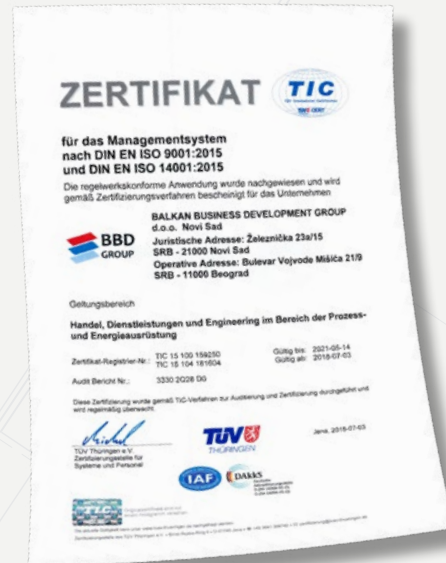 ZERTIFIKAT
TIC
für das Managementsystem
nach DIN EN ISO 9001:2015
und DIN EN ISO 14001:2015
Die regelwerkskonforme Anwendung wurde nachgewiesen und wird
gemäß Zertifizierungsverfahren bescheinigt für das Unternehmen
BBD
GROUP
BALKAN BUSINESS DEVELOPMENT GROUP
d.o.o. Novi Sad
Juristische Adresse: Železnička 23a/15
SRB - 21000 Novi Sad
Operative Adresse: Bulevar Vojvode Mišića 21/9
SRB - 11000 Beograd
Geltungsbereich
Handel, Dienstleistungen und Engineering im Bereich der Prozess-
und Energieausrüstung
Zertifikat-Registrier-Nr.: TIC 15 100 159250
TIC 15 104 161604
Gültig bis: 2021-05-14
Gültig ab: 2018-07-03
Audit Bericht Nr.: 3330 2Q28 D0
Diese Zertifizierung wurde gemäß TIC-Verfahren zur Auditierung und Zertifizierung durchgeführt und
wird regelmäßig überwacht.
TÜV Thüringen e.V.
Zertifizierungsstelle für
Systeme und Personal
TÜV
THÜRINGEN
Jena, 2018-07-03
IAF
DAkkS
TIC